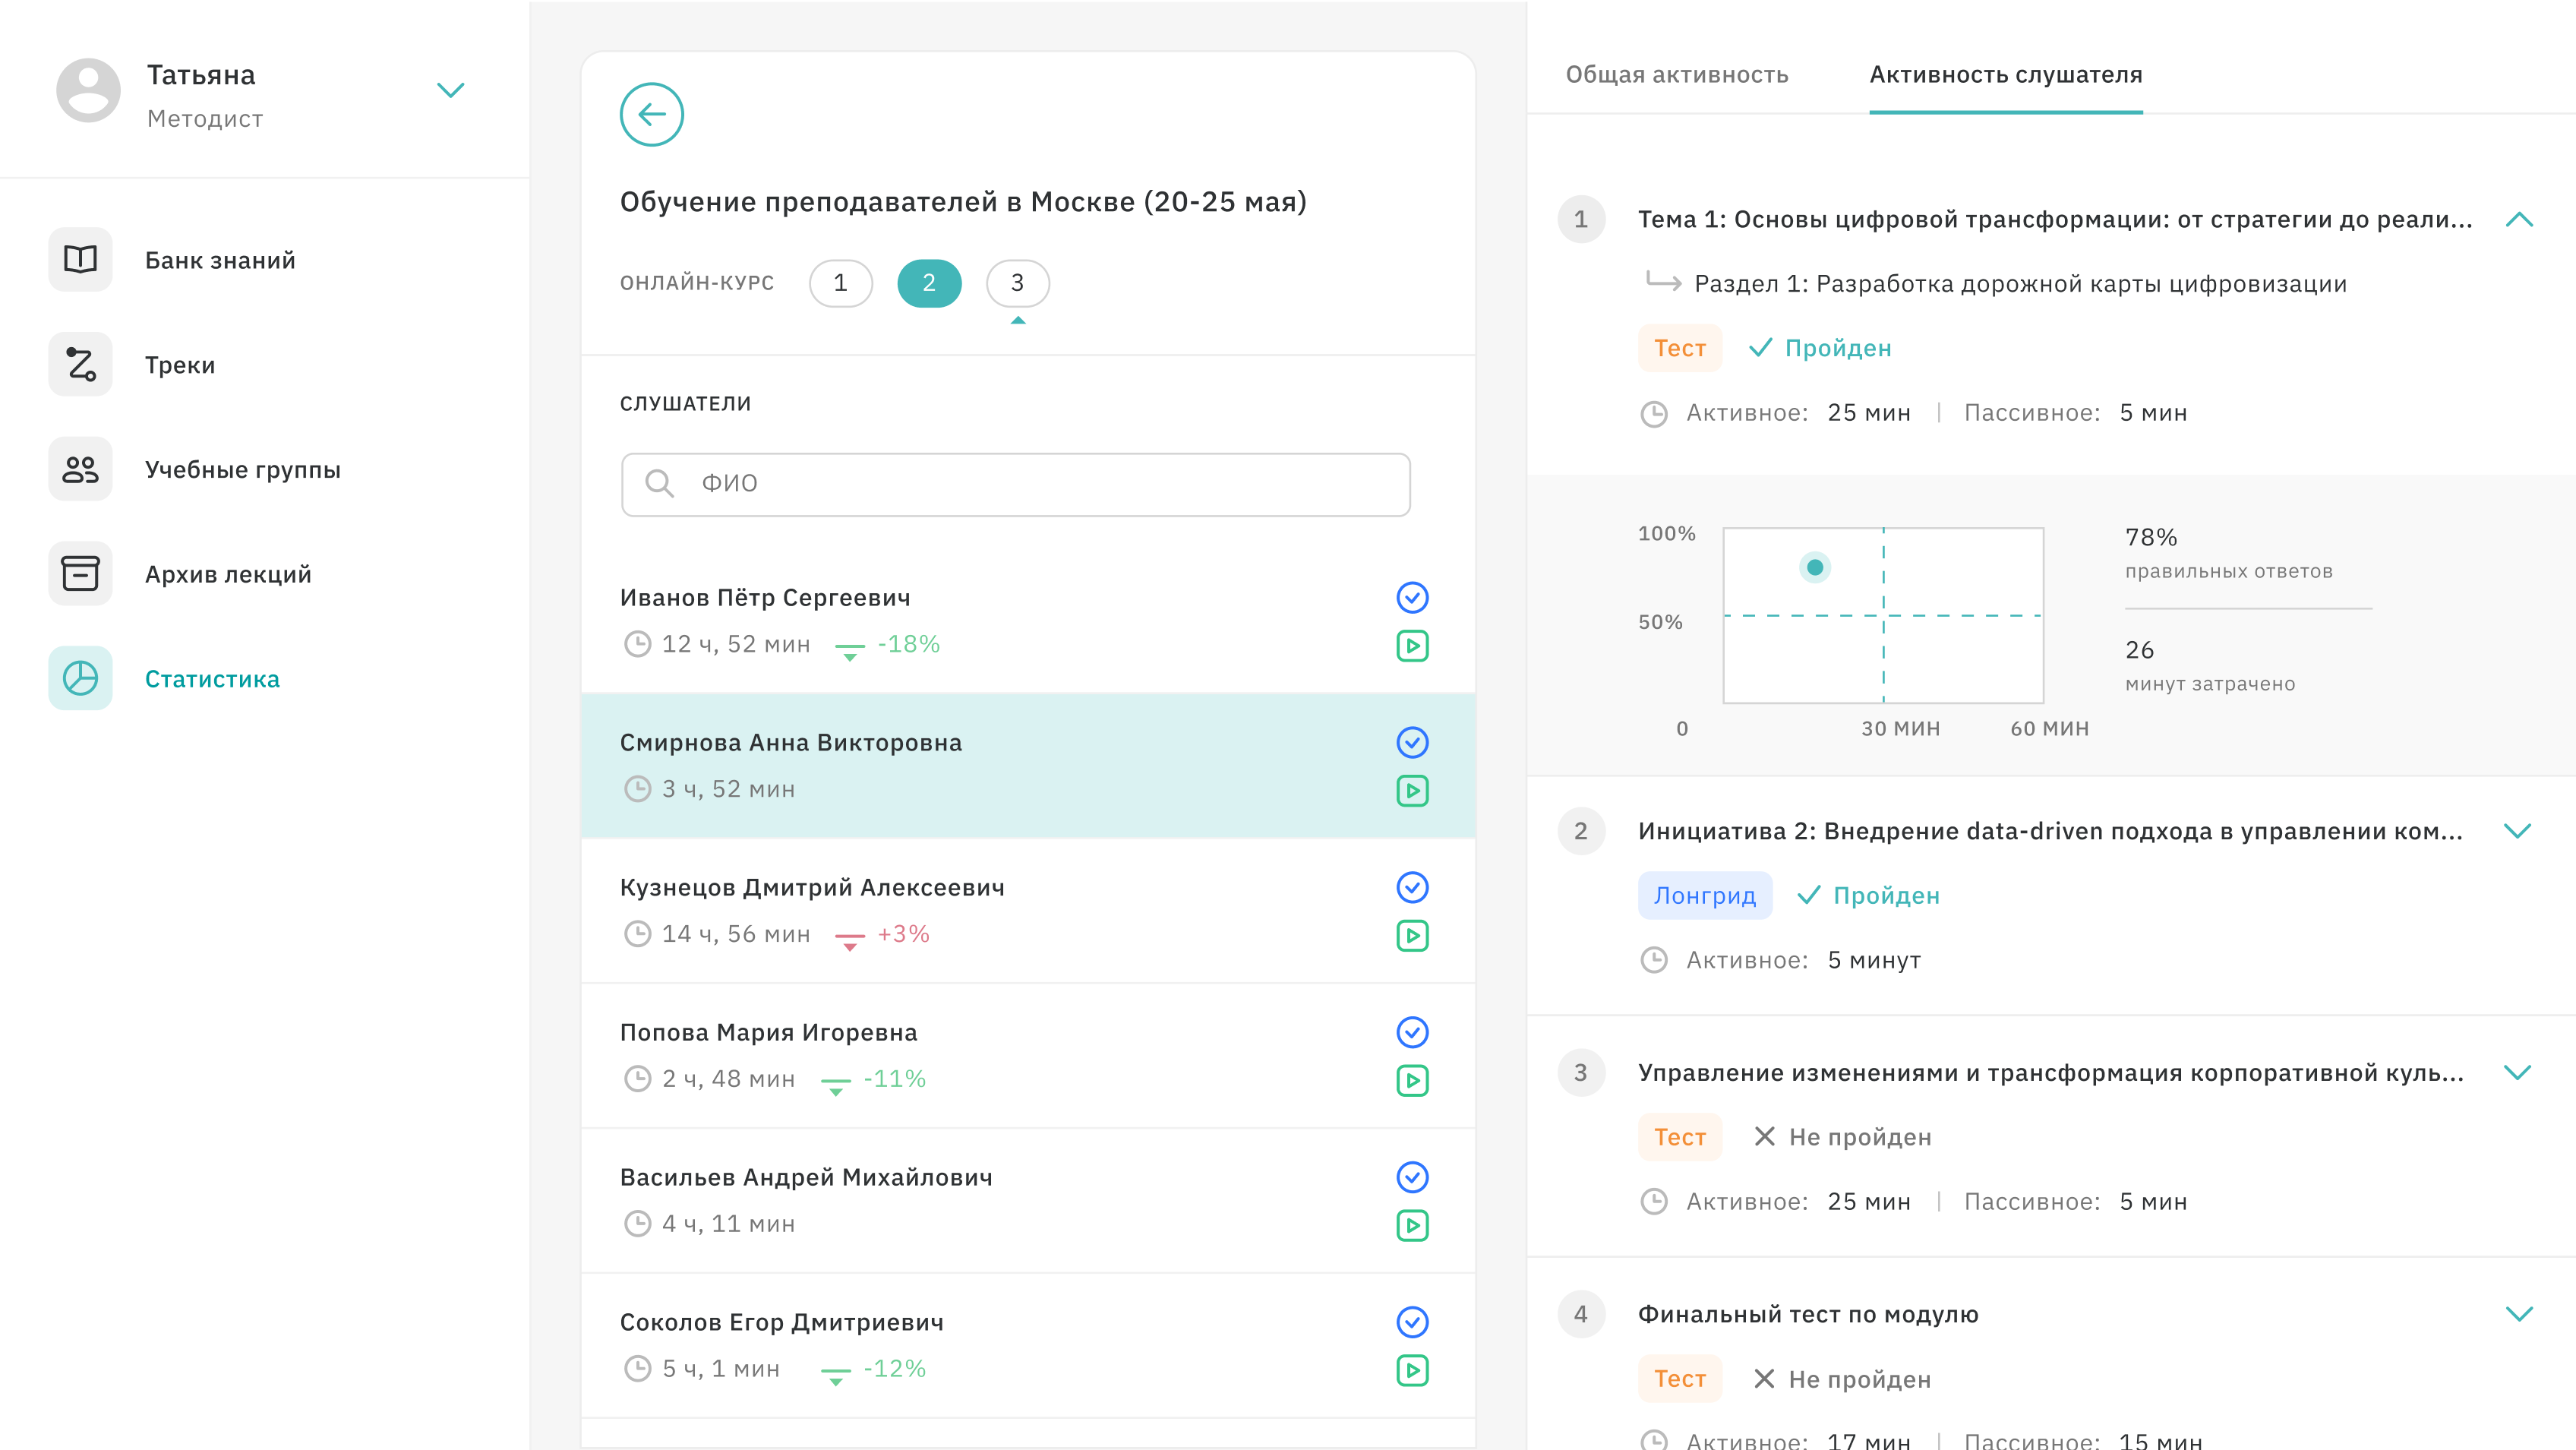 Татьяна
Методист
Банк знаний
Треки
Учебные группы
Архив лекций
Статистика
Обучение преподавателей в Москве (20-25 мая)
ОНЛАЙН-КУРС 1 2 3
СЛУШАТЕЛИ
ФИО
Иванов Пётр Сергеевич
12 ч, 52 мин -18%
Смирнова Анна Викторовна
3 ч, 52 мин
Кузнецов Дмитрий Алексеевич
14 ч, 56 мин +3%
Попова Мария Игоревна
2 ч, 48 мин -11%
Васильев Андрей Михайлович
4 ч, 11 мин
Соколов Егор Дмитриевич
5 ч, 1 мин -12%
Общая активность Активность слушателя
1 Тема 1: Основы цифровой трансформации: от стратегии до реали...
Раздел 1: Разработка дорожной карты цифровизации
Тест Пройден
Активное: 25 мин | Пассивное: 5 мин
100%
50%
0 30 МИН 60 МИН
78%
правильных ответов
26
минут затрачено
2 Инициатива 2: Внедрение data-driven подхода в управлении ком...
Лонгрид Пройден
Активное: 5 минут
3 Управление изменениями и трансформация корпоративной куль...
Тест Не пройден
Активное: 25 мин | Пассивное: 5 мин
4 Финальный тест по модулю
Тест Не пройден
Активное: 17 мин | Пассивное: 15 мин